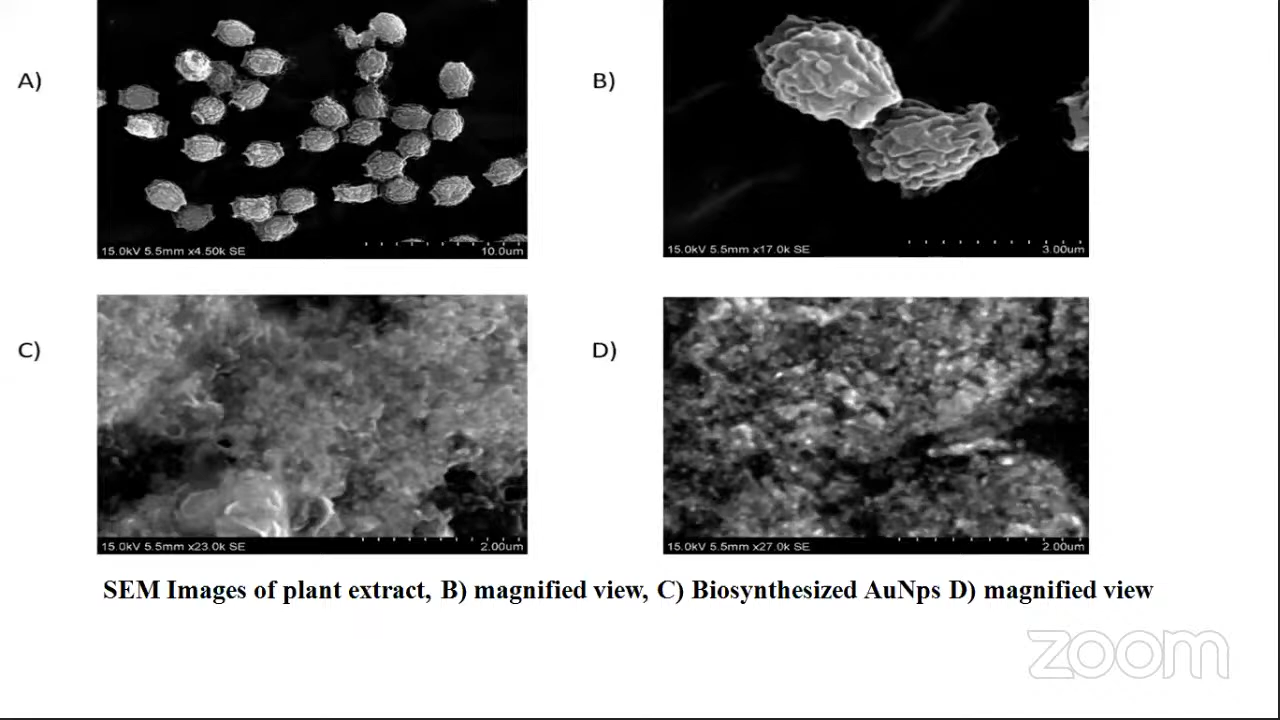 A)
B)
15.0kV 5.5mm x4.50k SE
10.0um
15.0kV 5.5mm x17.0k SE
3.00um
C)
D)
15.0kV 5.5mm x23.0k SE
2.00um
15.0kV 5.5mm x27.0k SE
2.00um
SEM Images of plant extract, B) magnified view, C) Biosynthesized AuNps D) magnified view
zoom